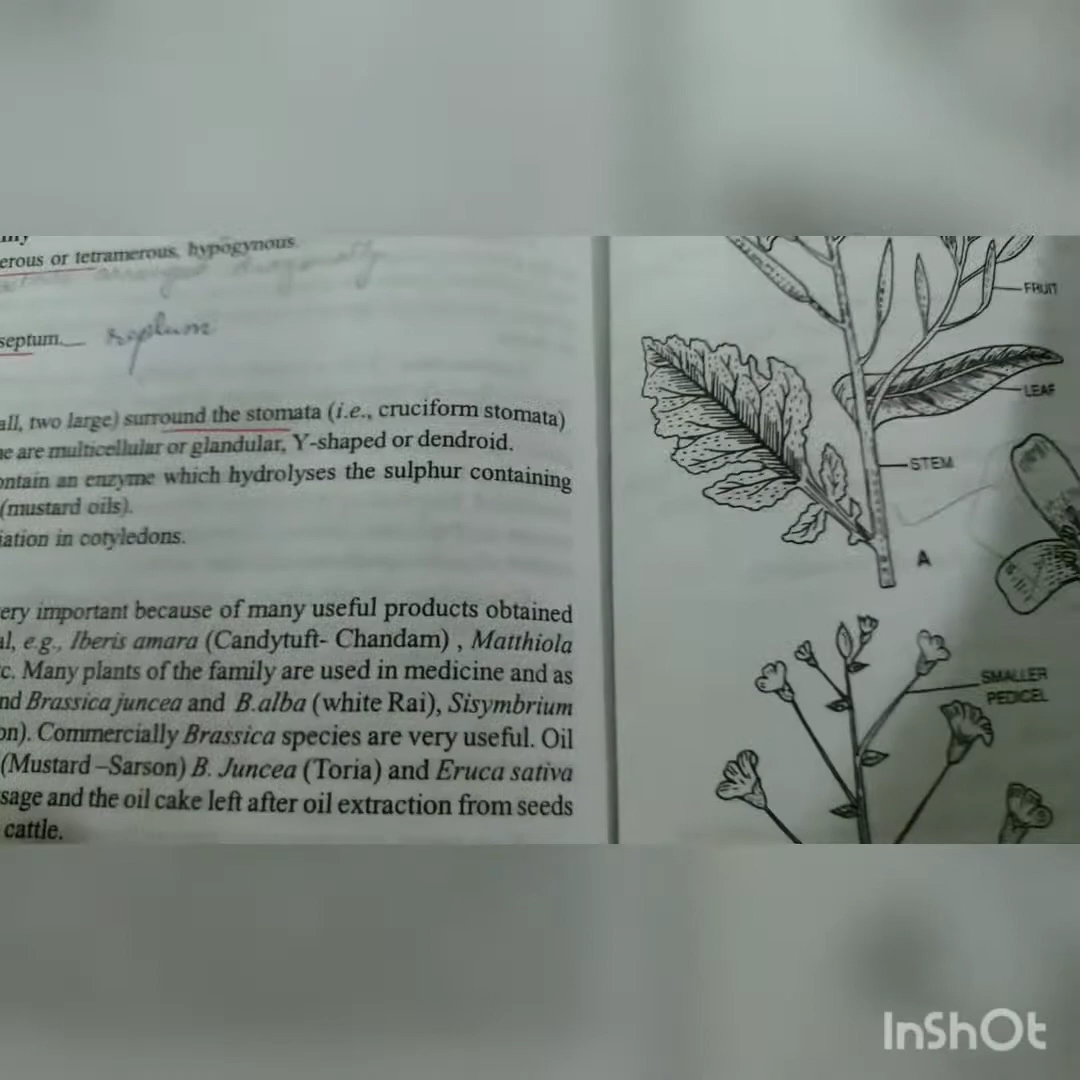 erous or tetramerous, hypogynous.
septum.
replum
all, two large) surround the stomata (i.e., cruciform stomata)
ne are multicellular or glandular, Y-shaped or dendroid.
ontain an enzyme which hydrolyses the sulphur containing
(mustard oils).
iation in cotyledons.
ery important because of many useful products obtained
al, e.g., Iberis amara (Candytuft- Chandam) , Matthiola
c. Many plants of the family are used in medicine and as
nd Brassica juncea and B.alba (white Rai), Sisymbrium
on). Commercially Brassica species are very useful. Oil
(Mustard –Sarson) B. Juncea (Toria) and Eruca sativa
sage and the oil cake left after oil extraction from seeds
cattle.
FRUIT
LEAF
STEM
A
SMALLER
PEDICEL
InShOt